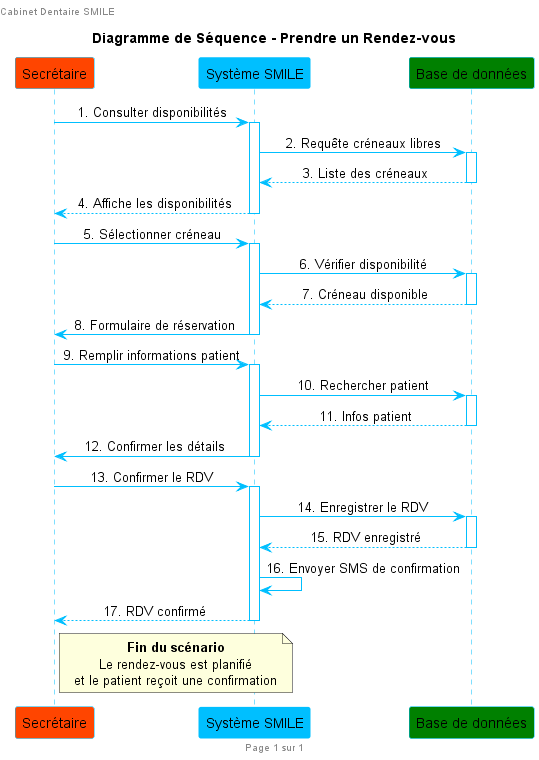 Cabinet Dentaire SMILE
Diagramme de Séquence - Prendre un Rendez-vous
Secrétaire
Système SMILE
Base de données
1. Consulter disponibilités
2. Requête créneaux libres
3. Liste des créneaux
4. Affiche les disponibilités
5. Sélectionner créneau
6. Vérifier disponibilité
7. Créneau disponible
8. Formulaire de réservation
9. Remplir informations patient
10. Rechercher patient
11. Infos patient
12. Confirmer les détails
13. Confirmer le RDV
14. Enregistrer le RDV
15. RDV enregistré
16. Envoyer SMS de confirmation
17. RDV confirmé
Fin du scénario
Le rendez-vous est planifié
et le patient reçoit une confirmation
Secrétaire
Système SMILE
Base de données
Page 1 sur 1